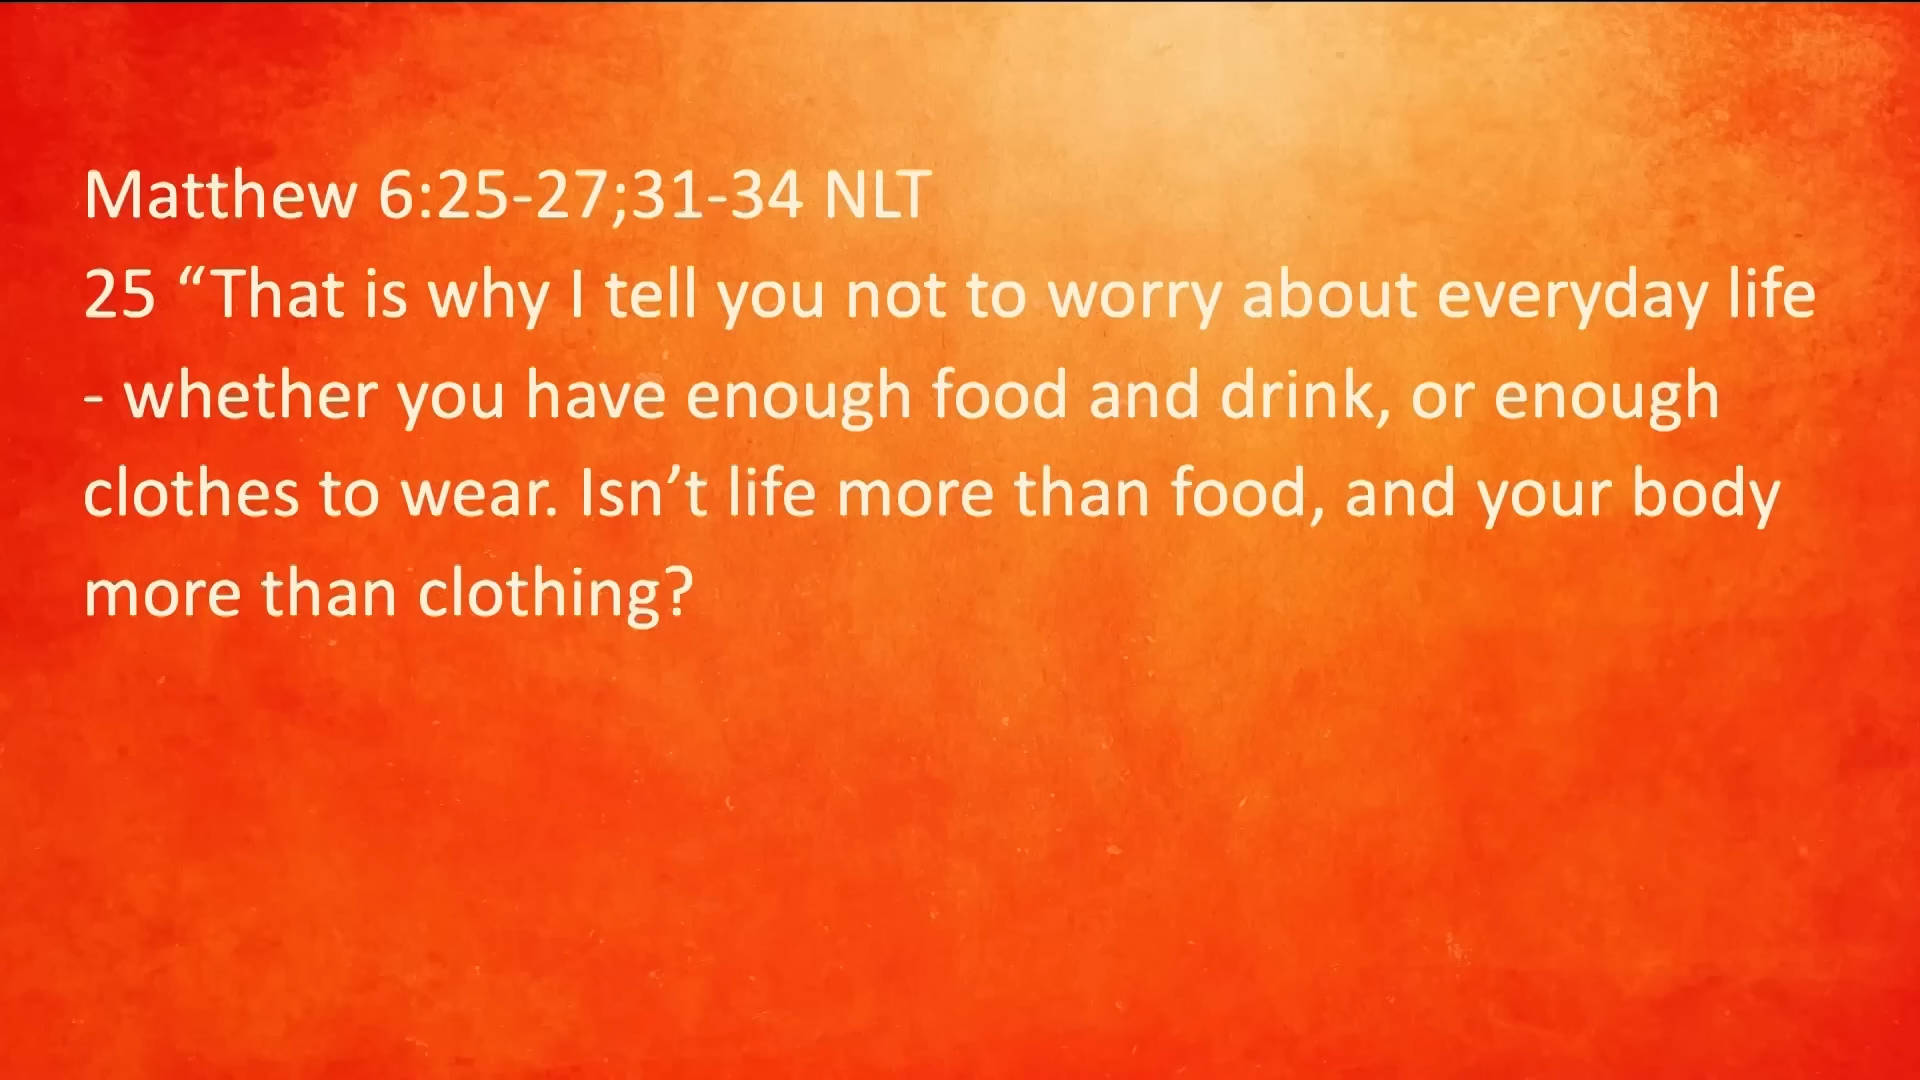 Matthew 6:25-27;31-34 NLT
25 “That is why I tell you not to worry about everyday life
- whether you have enough food and drink, or enough
clothes to wear. Isn’t life more than food, and your body
more than clothing?